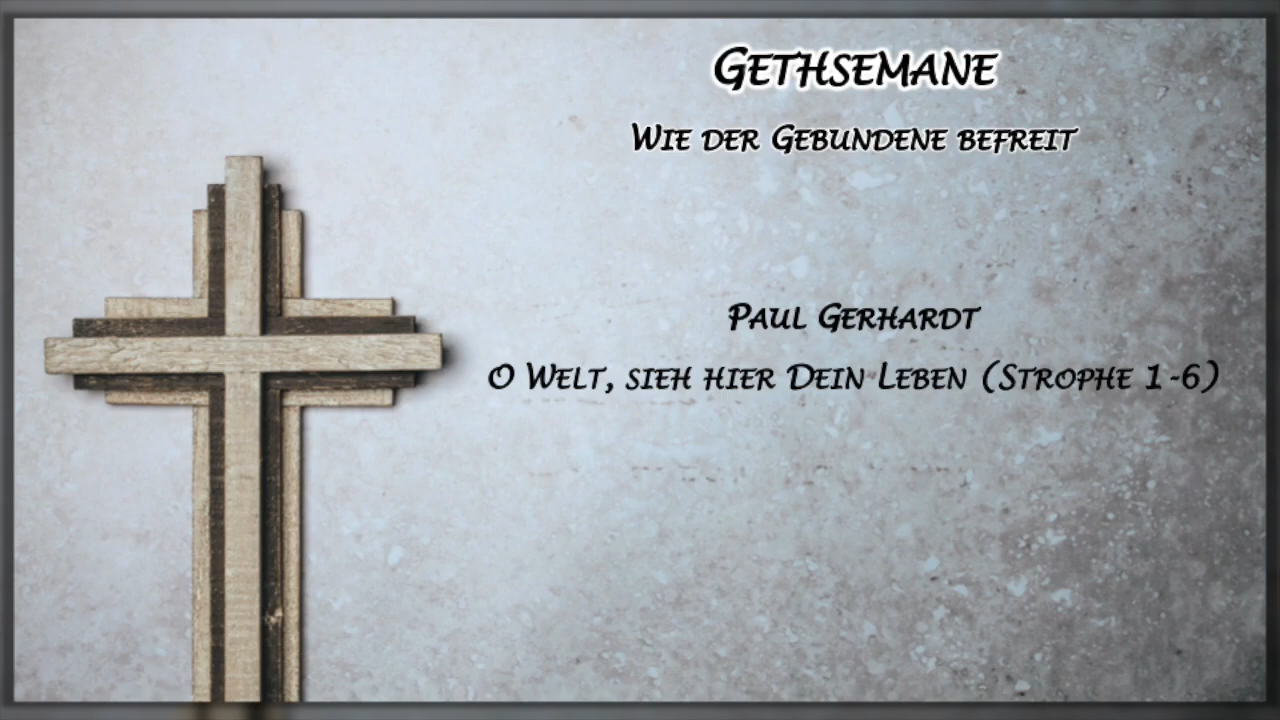 Gethsemane
Wie der Gebundene befreit
Paul Gerhardt
O Welt, sieh hier Dein Leben (Strophe 1-6)